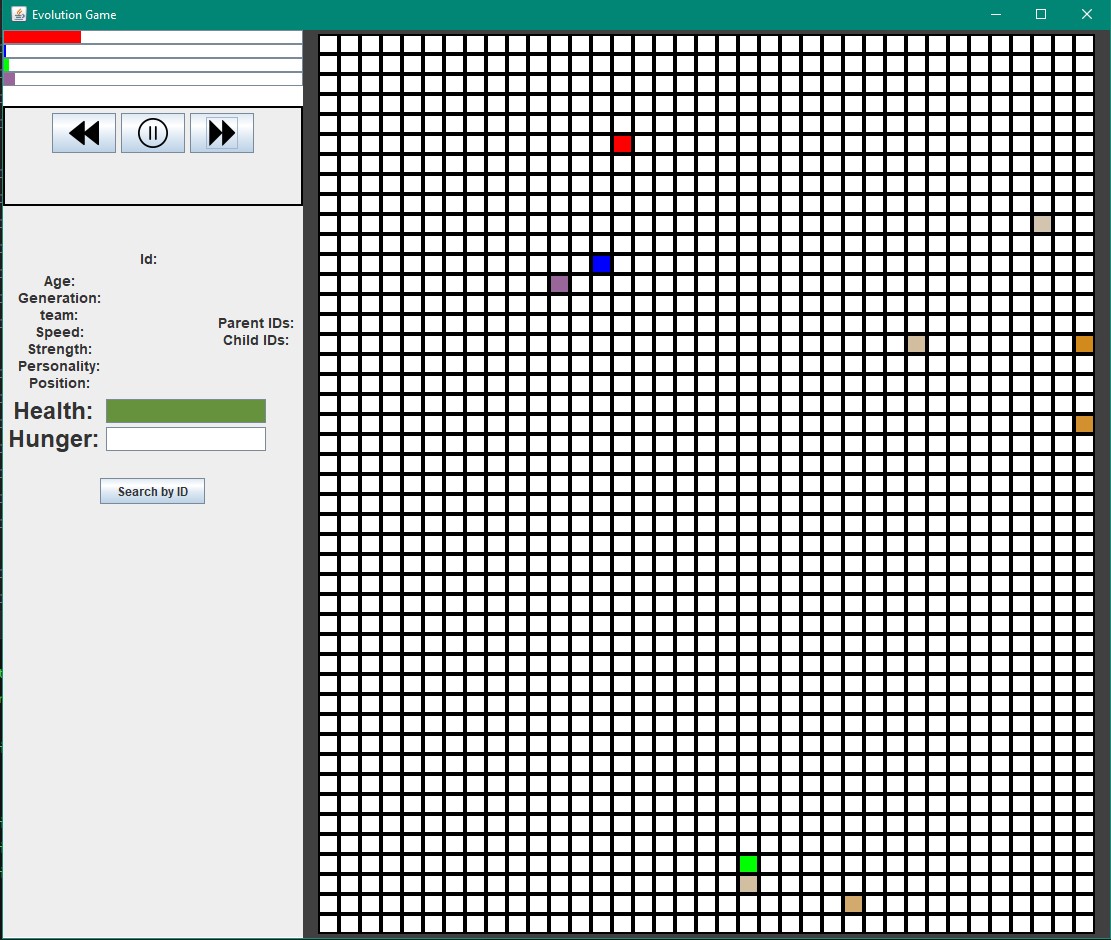 Evolution Game
Id:
Age:
Generation:
team:
Speed:
Strength:
Personality:
Position:
Parent IDs:
Child IDs:
Health:
Hunger:
Search by ID